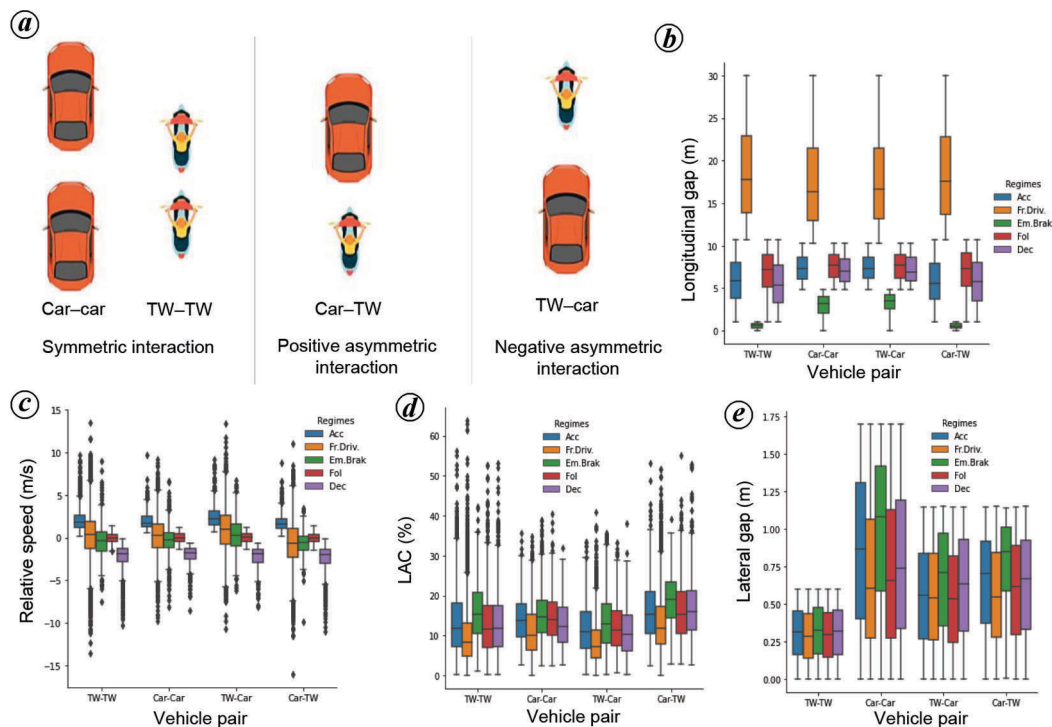 a
Car–car
TW–TW
Symmetric interaction
Car–TW
Positive asymmetric
interaction
TW–car
Negative asymmetric
interaction
b
Longitudinal gap (m)
30
25
20
15
10
5
0
Regimes
Acc
Fr.Driv.
Em.Brak
Fol
Dec
TW-TW
Car-Car
TW-Car
Car-TW
Vehicle pair
c
Relative speed (m/s)
15
10
5
0
−5
−10
−15
Regimes
Acc
Fr.Driv.
Em.Brak
Fol
Dec
TW-TW
Car-Car
TW-Car
Car-TW
Vehicle pair
d
LAC (%)
60
50
40
30
20
10
0
Regimes
Acc
Fr.Driv.
Em.Brak
Fol
Dec
TW-TW
Car-Car
TW-Car
Car-TW
Vehicle pair
e
Lateral gap (m)
1.75
1.50
1.25
1.00
0.75
0.50
0.25
0.00
Regimes
Acc
Fr.Driv.
Em.Brak
Fol
Dec
TW-TW
Car-Car
TW-Car
Car-TW
Vehicle pair